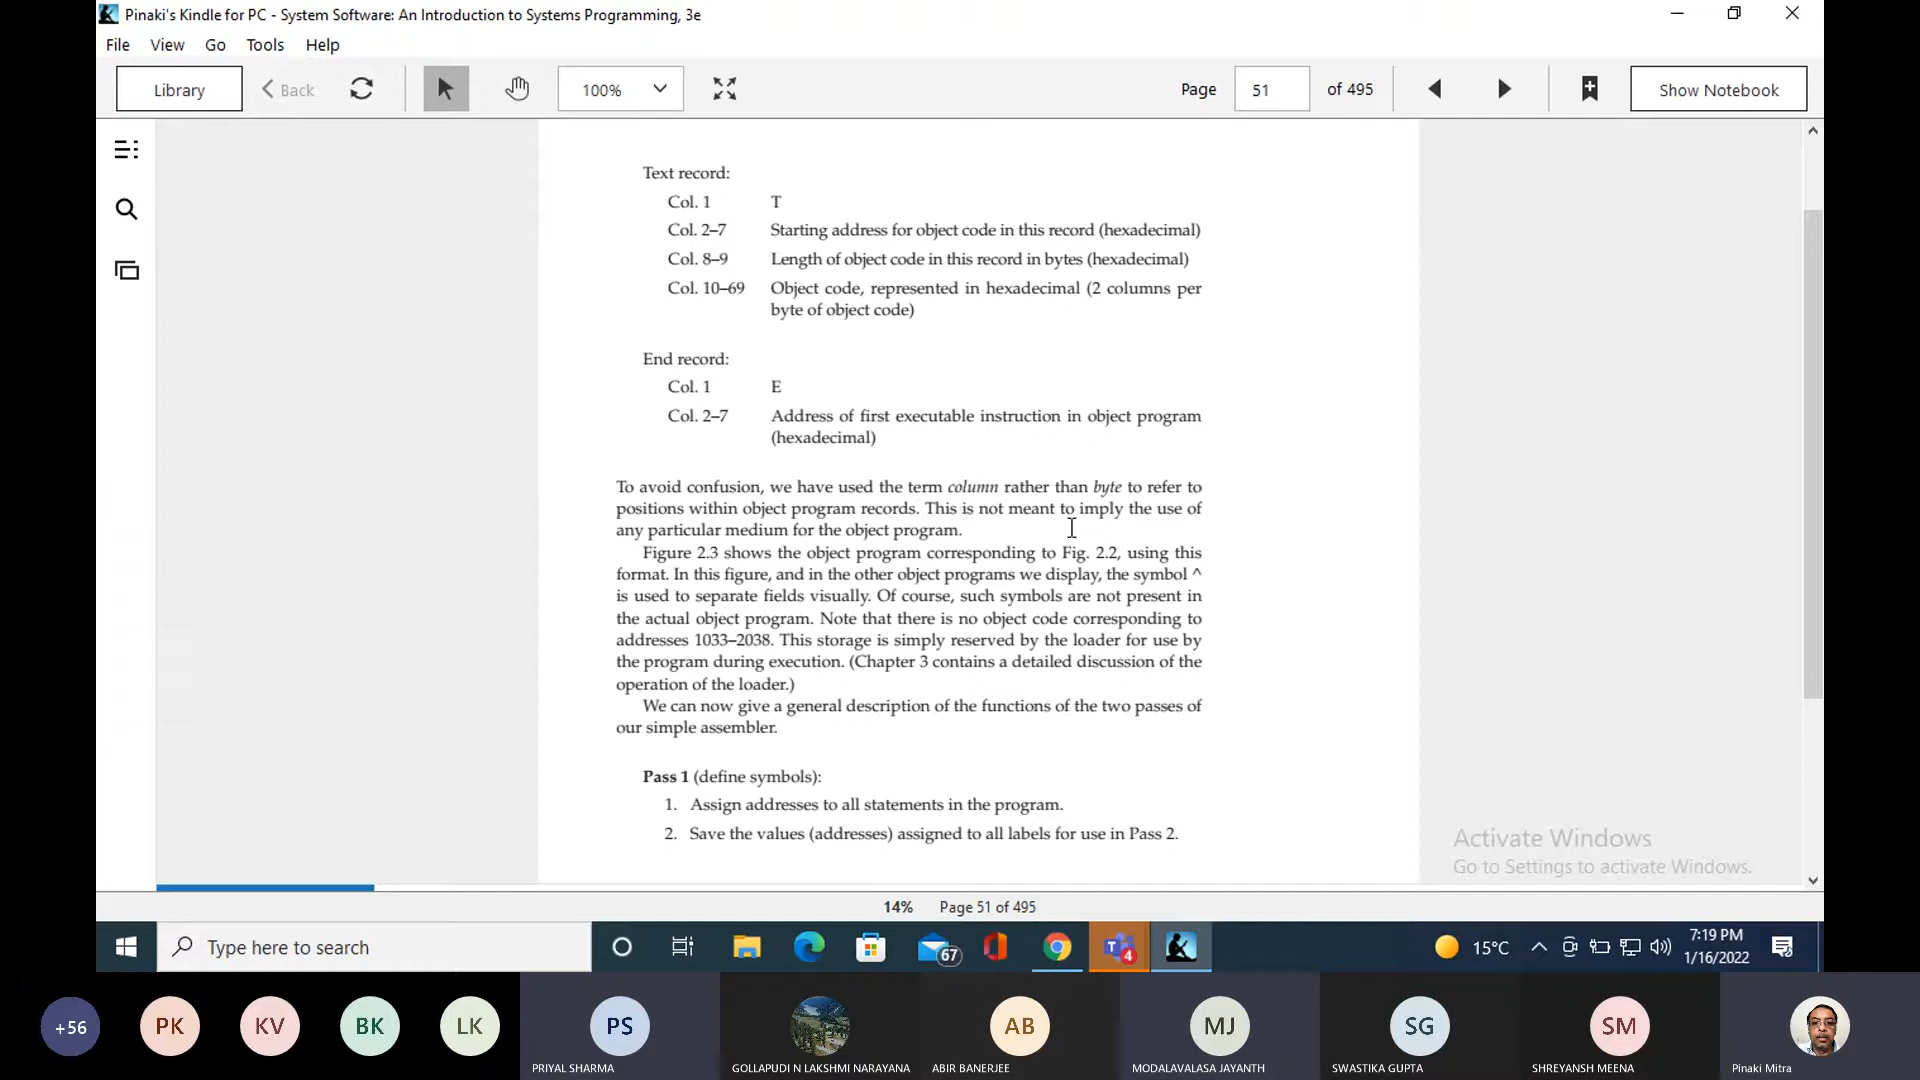 Pinaki's Kindle for PC - System Software: An Introduction to Systems Programming, 3e
File View Go Tools Help
Library Back 100% Page 51 of 495 Show Notebook
Text record:
Col. 1 T
Col. 2–7 Starting address for object code in this record (hexadecimal)
Col. 8–9 Length of object code in this record in bytes (hexadecimal)
Col. 10–69 Object code, represented in hexadecimal (2 columns per
byte of object code)
End record:
Col. 1 E
Col. 2–7 Address of first executable instruction in object program
(hexadecimal)
To avoid confusion, we have used the term column rather than byte to refer to
positions within object program records. This is not meant to imply the use of
any particular medium for the object program.
Figure 2.3 shows the object program corresponding to Fig. 2.2, using this
format. In this figure, and in the other object programs we display, the symbol ^
is used to separate fields visually. Of course, such symbols are not present in
the actual object program. Note that there is no object code corresponding to
addresses 1033–2038. This storage is simply reserved by the loader for use by
the program during execution. (Chapter 3 contains a detailed discussion of the
operation of the loader.)
We can now give a general description of the functions of the two passes of
our simple assembler.
Pass 1 (define symbols):
1. Assign addresses to all statements in the program.
2. Save the values (addresses) assigned to all labels for use in Pass 2.
Activate Windows
Go to Settings to activate Windows.
14% Page 51 of 495
Type here to search 67 T 4 15°C 7:19 PM
1/16/2022
+56 PK KV BK LK PS AB MJ SG SM
PRIYAL SHARMA GOLLAPUDI N LAKSHMI NARAYANA ABIR BANERJEE MODALAVALASA JAYANTH SWASTIKA GUPTA SHREYANSH MEENA Pinaki Mitra